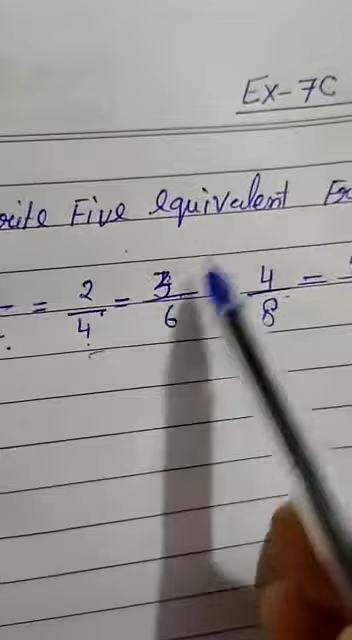 Ex-7C
Five equivalent
= 2/4 = 3/6 4/8 =